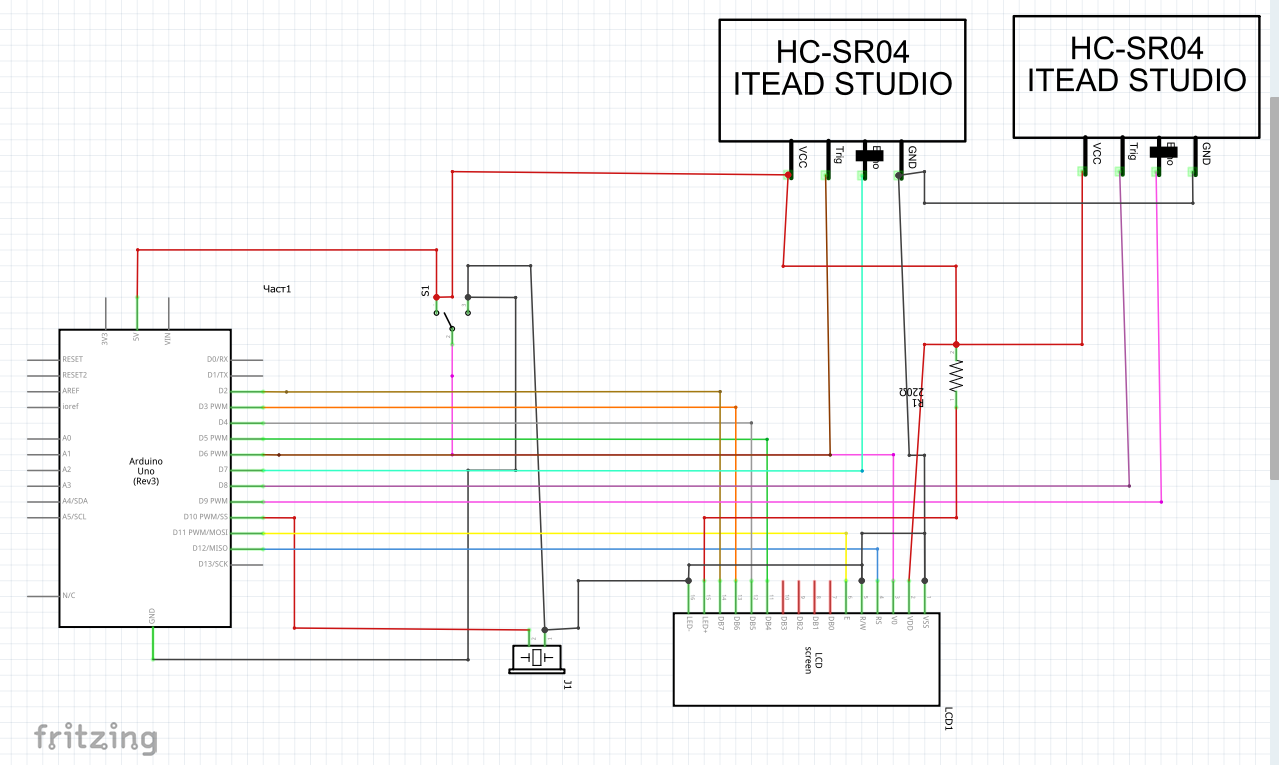 HC-SR04
ITEAD STUDIO
VCC
Trig
GND
HC-SR04
ITEAD STUDIO
VCC
Trig
GND
Част1
S1
3V3
5V
VIN
RESET
RESET2
AREF
ioref
A0
A1
A2
A3
A4/SDA
A5/SCL
N/C
D0/RX
D1/TX
D2
D3 PWM
D4
D5 PWM
D6 PWM
D7
D8
D9 PWM
D10 PWM/SS
D11 PWM/MOSI
D12/MISO
D13/SCK
GND
Arduino
Uno
(Rev3)
R1
220Ω
J1
LED-
LED+
DB7
DB6
DB5
DB4
DB3
DB2
DB1
DB0
E
R/W
RS
V0
VDD
VSS
LCD
screen
LCD1
fritzing